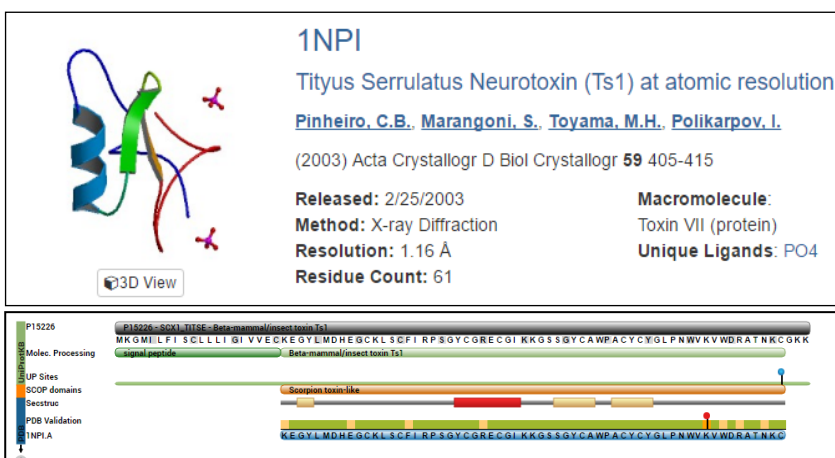 1NPI
Tityus Serrulatus Neurotoxin (Ts1) at atomic resolution
Pinheiro, C.B., Marangoni, S., Toyama, M.H., Polikarpov, I.
(2003) Acta Crystallogr D Biol Crystallogr 59 405-415
Released: 2/25/2003
Method: X-ray Diffraction
Resolution: 1.16 Å
Residue Count: 61
Macromolecule:
Toxin VII (protein)
Unique Ligands: PO4
3D View
P15226
P15226 - SCX1_TITSE - Beta-mammal/insect toxin Ts1
MKGMILFISCLLLIGIVVECKEGYLMDHEGCKLSCFIRPSGYCGRECGIKKGSSGYCAWPACYCYGLPNWVKVWDRATNKCGKK
UniProtKB
Molec. Processing
signal peptide
Beta-mammal/insect toxin Ts1
UP Sites
SCOP domains
Scorpion toxin-like
Secstruc
PDB
PDB Validation
1NPI.A
KEGYLMDHEGCKLSCFIRPSGYCGRECGIKKGSSGYCAWPACYCYGLPNWVKVWDRATNKC